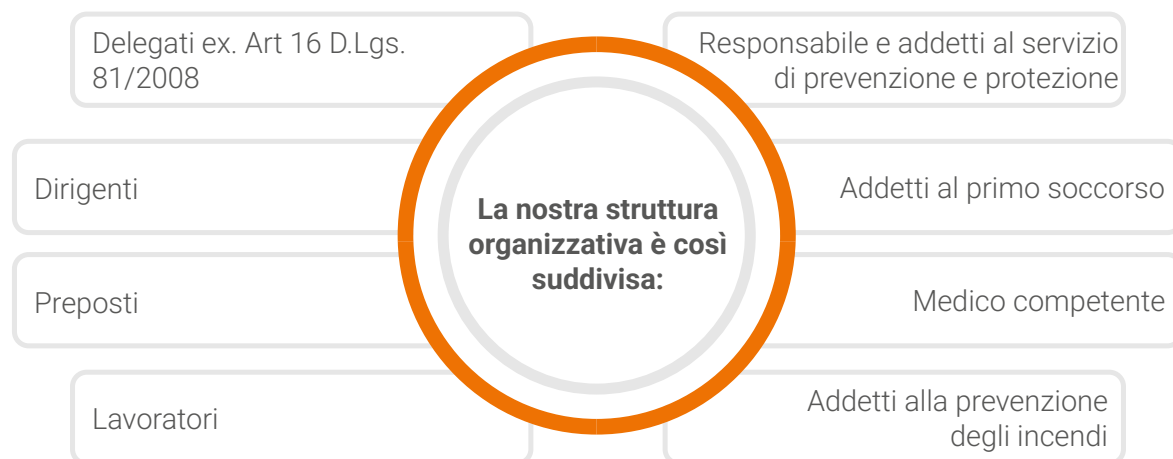 Delegati ex. Art 16 D.Lgs.
81/2008
Dirigenti
Preposti
Lavoratori
La nostra struttura
organizzativa è così
suddivisa:
Responsabile e addetti al servizio
di prevenzione e protezione
Addetti al primo soccorso
Medico competente
Addetti alla prevenzione
degli incendi